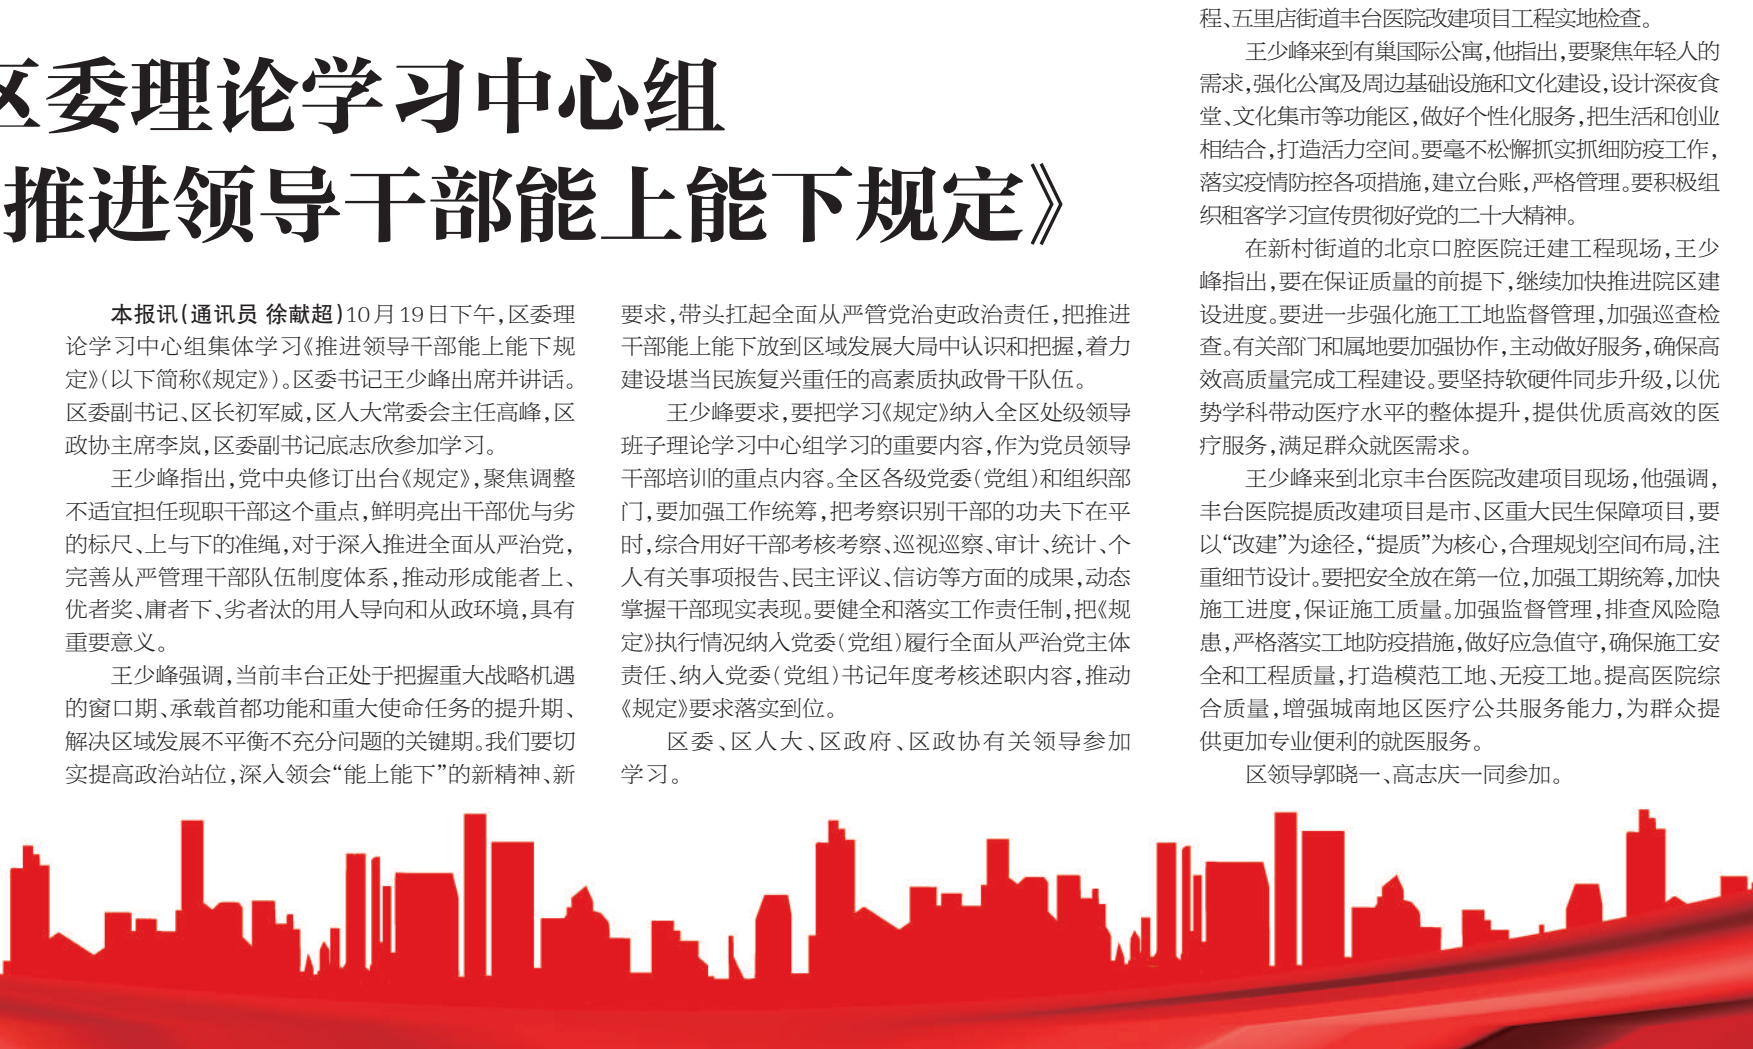 区委理论学习中心组
推进领导干部能上能下规定》
本报讯(通讯员 徐献超)10月19日下午,区委理
论学习中心组集体学习《推进领导干部能上能下规
定》(以下简称《规定》)。区委书记王少峰出席并讲话。
区委副书记、区长初军威,区人大常委会主任高峰,区
政协主席李岚,区委副书记底志欣参加学习。
王少峰指出,党中央修订出台《规定》,聚焦调整
不适宜担任现职干部这个重点,鲜明亮出干部优与劣
的标尺、上与下的准绳,对于深入推进全面从严治党,
完善从严管理干部队伍制度体系,推动形成能者上、
优者奖、庸者下、劣者汰的用人导向和从政环境,具有
重要意义。
王少峰强调,当前丰台正处于把握重大战略机遇
的窗口期、承载首都功能和重大使命任务的提升期、
解决区域发展不平衡不充分问题的关键期。我们要切
实提高政治站位,深入领会“能上能下”的新精神、新
要求,带头扛起全面从严管党治吏政治责任,把推进
干部能上能下放到区域发展大局中认识和把握,着力
建设堪当民族复兴重任的高素质执政骨干队伍。
王少峰要求,要把学习《规定》纳入全区处级领导
班子理论学习中心组学习的重要内容,作为党员领导
干部培训的重点内容。全区各级党委(党组)和组织部
门,要加强工作统筹,把考察识别干部的功夫下在平
时,综合用好干部考核考察、巡视巡察、审计、统计、个
人有关事项报告、民主评议、信访等方面的成果,动态
掌握干部现实表现。要健全和落实工作责任制,把《规
定》执行情况纳入党委(党组)履行全面从严治党主体
责任、纳入党委(党组)书记年度考核述职内容,推动
《规定》要求落实到位。
区委、区人大、区政府、区政协有关领导参加
学习。
程、五里店街道丰台医院改建项目工程实地检查。
王少峰来到有巢国际公寓,他指出,要聚焦年轻人的
需求,强化公寓及周边基础设施和文化建设,设计深夜食
堂、文化集市等功能区,做好个性化服务,把生活和创业
相结合,打造活力空间。要毫不松懈抓实抓细防疫工作,
落实疫情防控各项措施,建立台账,严格管理。要积极组
织租客学习宣传贯彻好党的二十大精神。
在新村街道的北京口腔医院迁建工程现场,王少
峰指出,要在保证质量的前提下,继续加快推进院区建
设进度。要进一步强化施工工地监督管理,加强巡查检
查。有关部门和属地要加强协作,主动做好服务,确保高
效高质量完成工程建设。要坚持软硬件同步升级,以优
势学科带动医疗水平的整体提升,提供优质高效的医
疗服务,满足群众就医需求。
王少峰来到北京丰台医院改建项目现场,他强调,
丰台医院提质改建项目是市、区重大民生保障项目,要
以“改建”为途径,“提质”为核心,合理规划空间布局,注
重细节设计。要把安全放在第一位,加强工期统筹,加快
施工进度,保证施工质量。加强监督管理,排查风险隐
患,严格落实工地防疫措施,做好应急值守,确保施工安
全和工程质量,打造模范工地、无疫工地。提高医院综
合质量,增强城南地区医疗公共服务能力,为群众提
供更加专业便利的就医服务。
区领导郭晓一、高志庆一同参加。